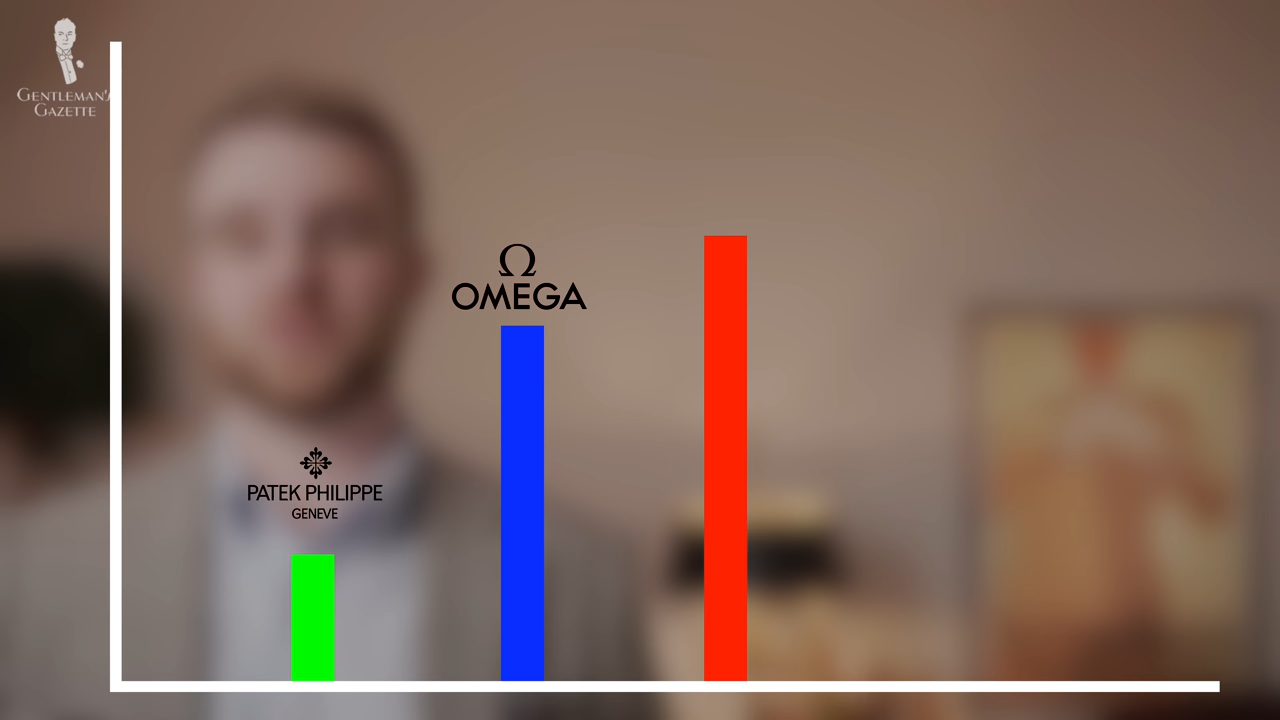 GENTLEMAN'S
GAZETTE
Ω
OMEGA
PATEK PHILIPPE
GENEVE